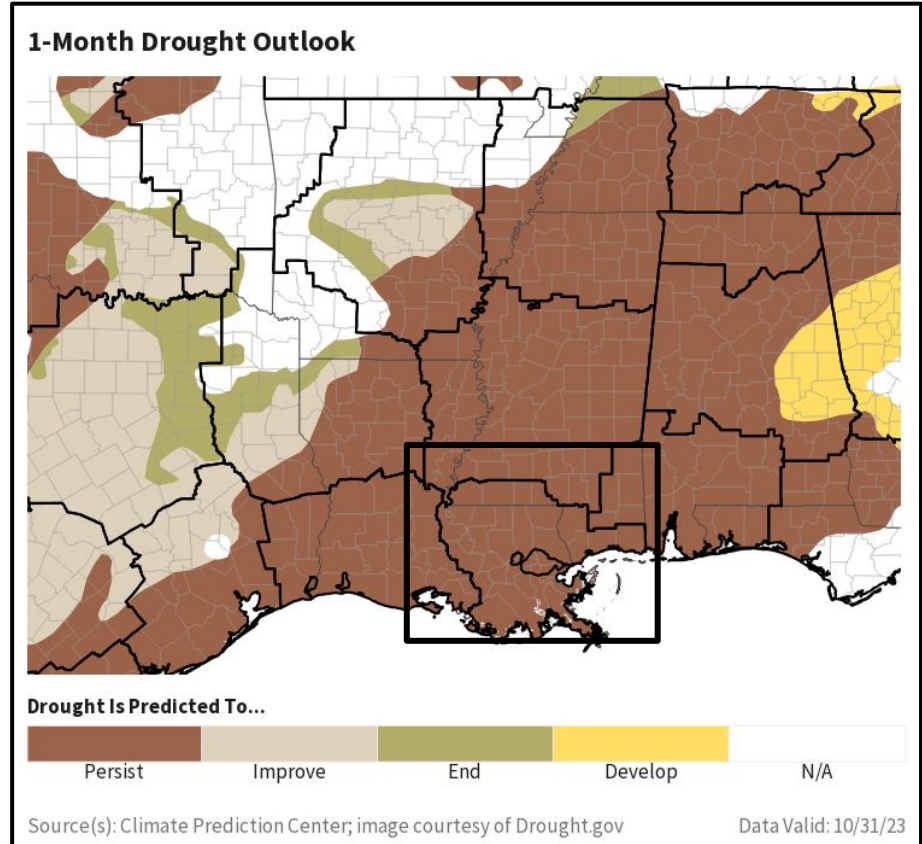 1-Month Drought Outlook
Drought Is Predicted To...
Persist
Improve
End
Develop
N/A
Source(s): Climate Prediction Center; image courtesy of Drought.gov
Data Valid: 10/31/23